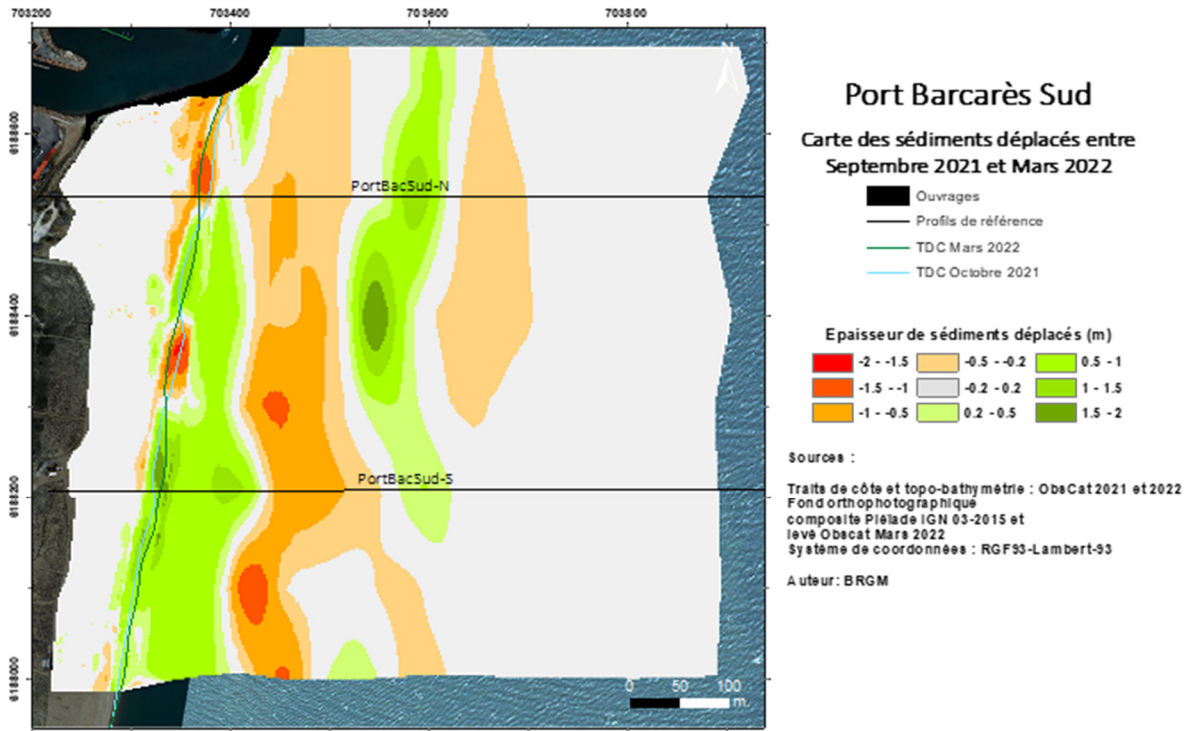 703200
703400
703600
703800
6188600
6188400
6188200
6188000
N
PortBacSud-N
PortBacSud-S
0 50 100
m.
Port Barcarès Sud
Carte des sédiments déplacés entre
Septembre 2021 et Mars 2022
Ouvrages
Profils de référence
TDC Mars 2022
TDC Octobre 2021
Epaisseur de sédiments déplacés (m)
-2 - -1.5 -0.5 - -0.2 0.5 - 1
-1.5 - -1 -0.2 - 0.2 1 - 1.5
-1 - -0.5 0.2 - 0.5 1.5 - 2
Sources :
Traits de côte et topo-bathymétrie : ObsCat 2021 et 2022
Fond orthophotographique
composite Pléiade IGN 03-2015 et
levé Obscat Mars 2022
Système de coordonnées : RGF93-Lambert-93
Auteur: BRGM